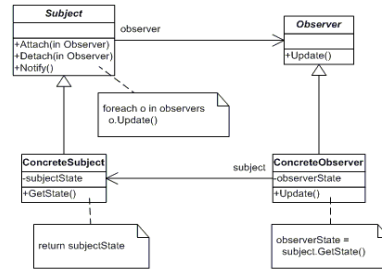 Subject
+Attach(in Observer)
+Detach(in Observer)
+Notify()
observer
Observer
+Update()
foreach o in observers
o.Update()
ConcreteSubject
-subjectState
+GetState()
subject
ConcreteObserver
-observerState
+Update()
return subjectState
observerState =
subject.GetState()